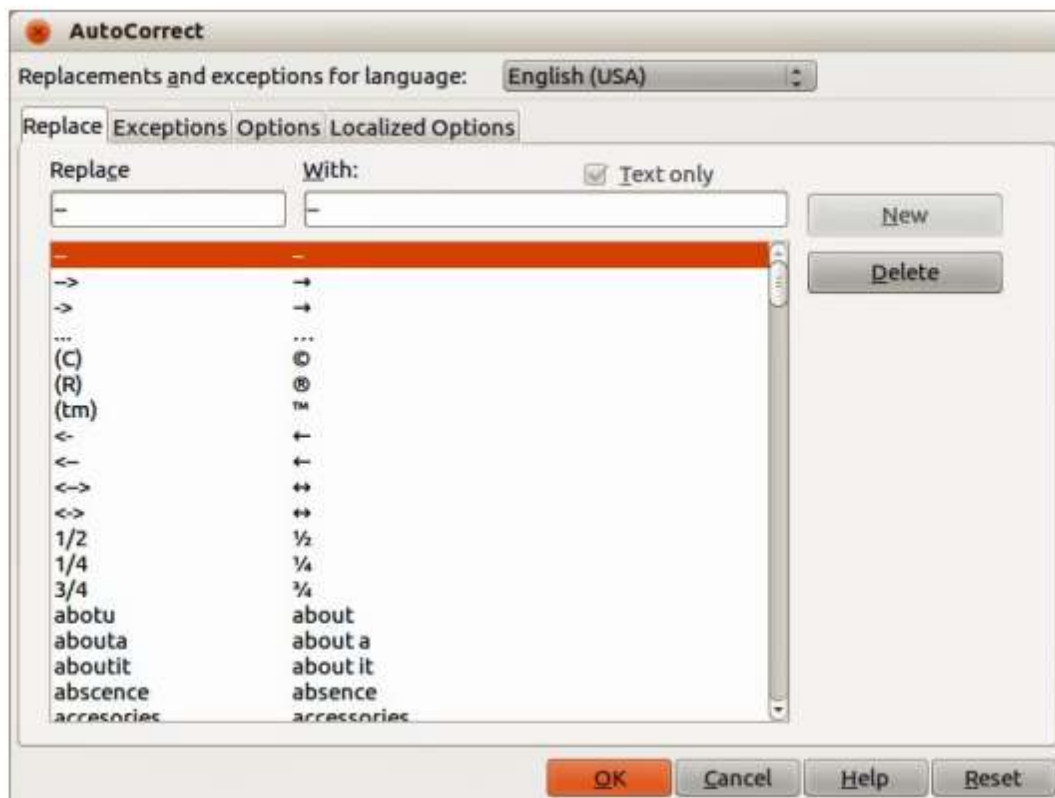 AutoCorrect
Replacements and exceptions for language: English (USA)
Replace Exceptions Options Localized Options
Replace With: Text only
-- – New
-- – Delete
--> →
-> →
... …
(C) ©
(R) ®
(tm) ™
<- ←
<-- ←
<--> ↔
<-> ↔
1/2 ½
1/4 ¼
3/4 ¾
abotu about
abouta about a
aboutit about it
abscence absence
accesories accessories
OK Cancel Help Reset